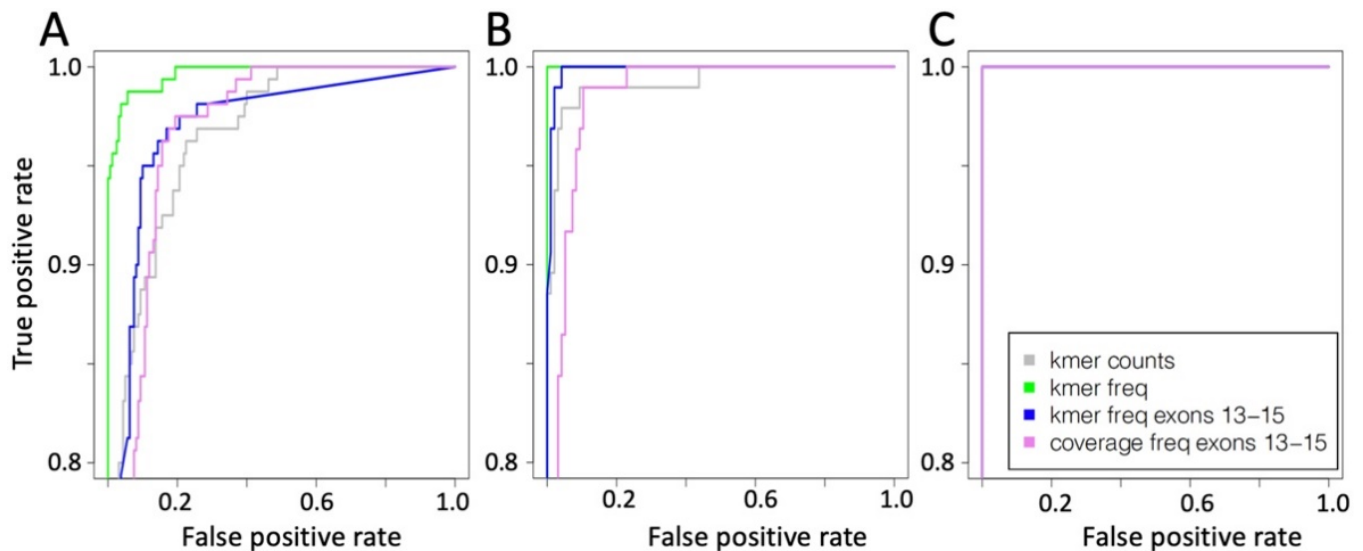 A
B
C
True positive rate
1.0
0.9
0.8
0.2
0.6
1.0
False positive rate
1.0
0.9
0.8
0.2
0.6
1.0
False positive rate
1.0
0.9
0.8
0.2
0.6
1.0
False positive rate
kmer counts
kmer freq
kmer freq exons 13–15
coverage freq exons 13–15